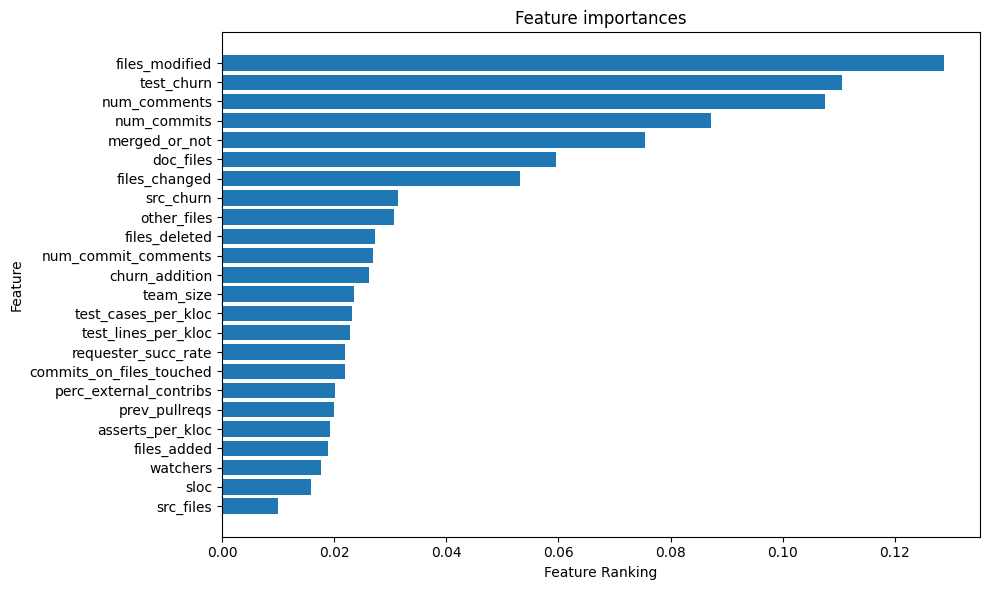 Feature importances
Feature
files_modified
test_churn
num_comments
num_commits
merged_or_not
doc_files
files_changed
src_churn
other_files
files_deleted
num_commit_comments
churn_addition
team_size
test_cases_per_kloc
test_lines_per_kloc
requester_succ_rate
commits_on_files_touched
perc_external_contribs
prev_pullreqs
asserts_per_kloc
files_added
watchers
sloc
src_files
0.00 0.02 0.04 0.06 0.08 0.10 0.12
Feature Ranking